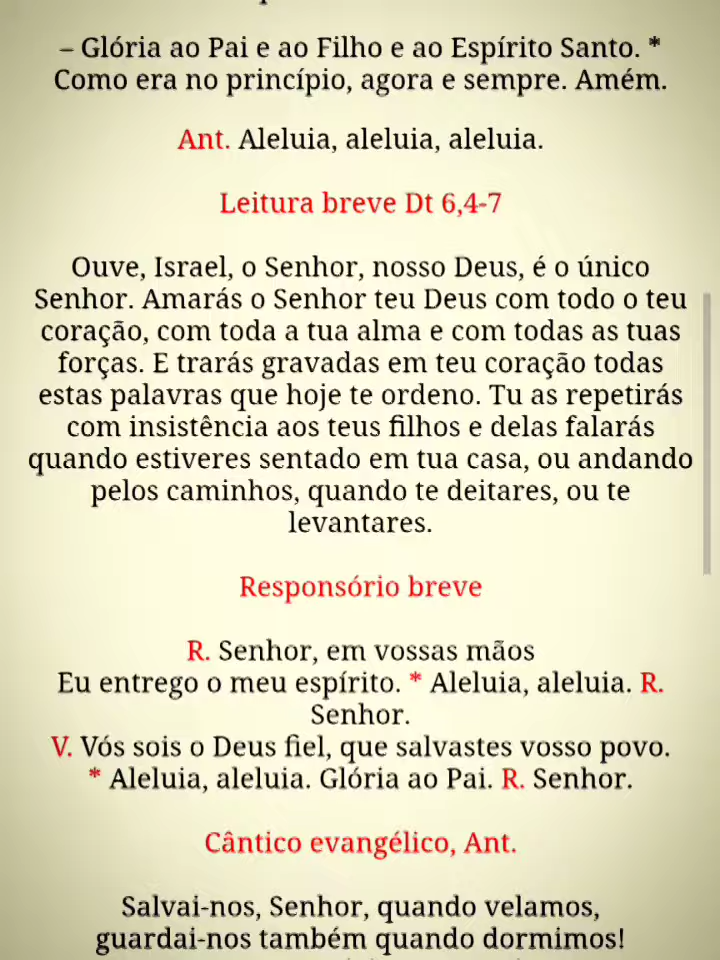 – Glória ao Pai e ao Filho e ao Espírito Santo. *
Como era no princípio, agora e sempre. Amém.
Ant. Aleluia, aleluia, aleluia.
Leitura breve Dt 6,4-7
Ouve, Israel, o Senhor, nosso Deus, é o único
Senhor. Amarás o Senhor teu Deus com todo o teu
coração, com toda a tua alma e com todas as tuas
forças. E trarás gravadas em teu coração todas
estas palavras que hoje te ordeno. Tu as repetirás
com insistência aos teus filhos e delas falarás
quando estiveres sentado em tua casa, ou andando
pelos caminhos, quando te deitares, ou te
levantares.
Responsório breve
R. Senhor, em vossas mãos
Eu entrego o meu espírito. * Aleluia, aleluia. R.
Senhor.
V. Vós sois o Deus fiel, que salvastes vosso povo.
* Aleluia, aleluia. Glória ao Pai. R. Senhor.
Cântico evangélico, Ant.
Salvai-nos, Senhor, quando velamos,
guardai-nos também quando dormimos!